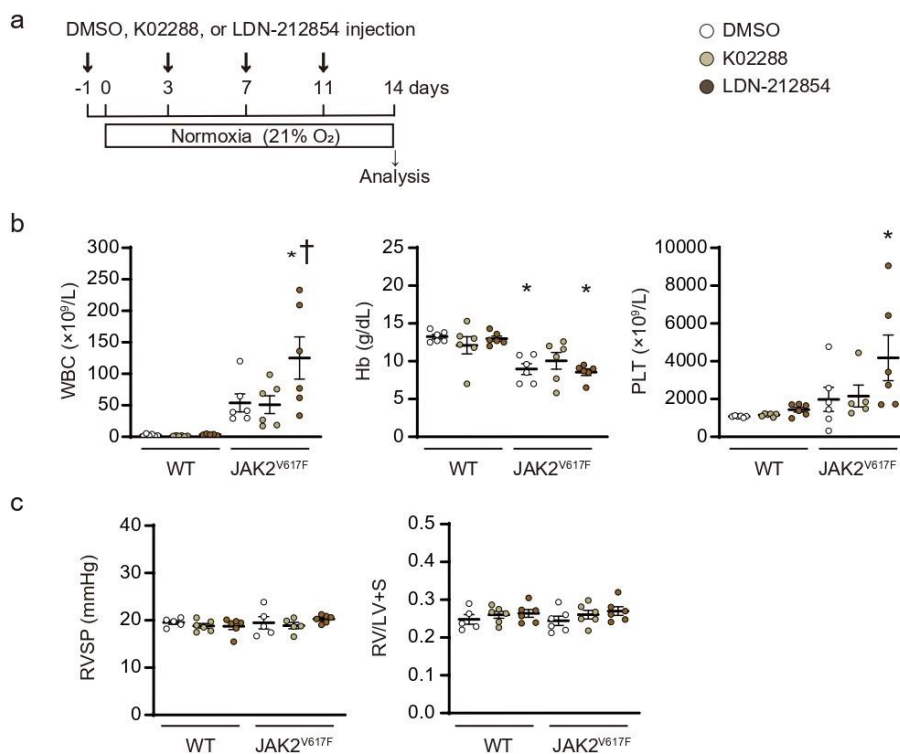 a
DMSO, K02288, or LDN-212854 injection
-1 0 3 7 11 14 days
Normoxia (21% O₂)
Analysis
DMSO
K02288
LDN-212854
b
WBC (×10⁹/L)
300
250
200
150
100
50
0
* †
WT JAK2ⱽ⁶¹⁷ᶠ
Hb (g/dL)
25
20
15
10
5
0
* *
WT JAK2ⱽ⁶¹⁷ᶠ
PLT (×10⁹/L)
10000
8000
6000
4000
2000
0
*
WT JAK2ⱽ⁶¹⁷ᶠ
c
RVSP (mmHg)
40
30
20
10
0
WT JAK2ⱽ⁶¹⁷ᶠ
RV/LV+S
0.5
0.4
0.3
0.2
0.1
0.0
WT JAK2ⱽ⁶¹⁷ᶠ